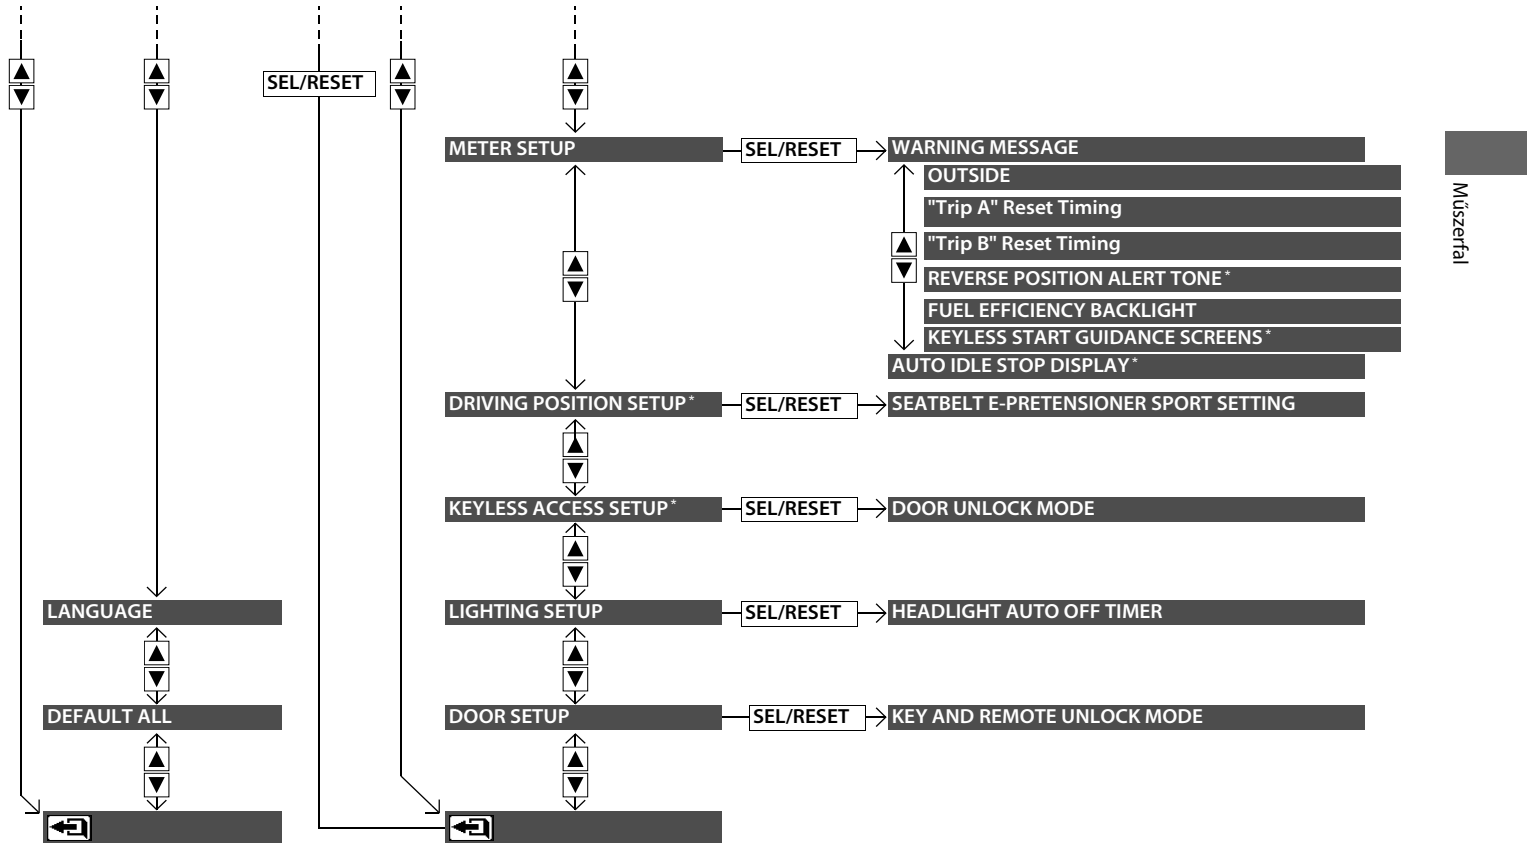 SEL/RESET
METER SETUP
SEL/RESET
WARNING MESSAGE
OUTSIDE
"Trip A" Reset Timing
"Trip B" Reset Timing
REVERSE POSITION ALERT TONE*
FUEL EFFICIENCY BACKLIGHT
KEYLESS START GUIDANCE SCREENS*
AUTO IDLE STOP DISPLAY*
DRIVING POSITION SETUP*
SEL/RESET
SEATBELT E-PRETENSIONER SPORT SETTING
KEYLESS ACCESS SETUP*
SEL/RESET
DOOR UNLOCK MODE
LANGUAGE
LIGHTING SETUP
SEL/RESET
HEADLIGHT AUTO OFF TIMER
DEFAULT ALL
DOOR SETUP
SEL/RESET
KEY AND REMOTE UNLOCK MODE
Műszerfal